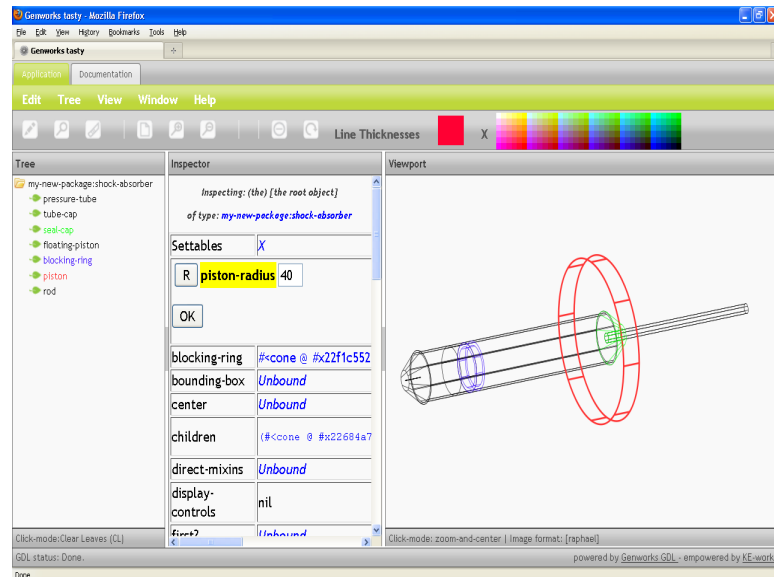 Genworks tasty - Mozilla Firefox
File Edit View History Bookmarks Tools Help
Genworks tasty
Application Documentation
Edit Tree View Window Help
Line Thicknesses X
Tree
my-new-package:shock-absorber
pressure-tube
tube-cap
seal-cap
floating-piston
blocking-ring
piston
rod
Click-mode:Clear Leaves (CL)
Inspector
Inspecting: (the) [the root object]
of type: my-new-package:shock-absorber
Settables X
R piston-radius 40
OK
blocking-ring #<cone @ #x22f1c552
bounding-box Unbound
center Unbound
children (#<cone @ #x22684a7
direct-mixins Unbound
display-
controls nil
first? Unbound
Viewport
Click-mode: zoom-and-center | Image format: [raphael]
GDL status: Done.
powered by Genworks GDL - empowered by KE-work
Done